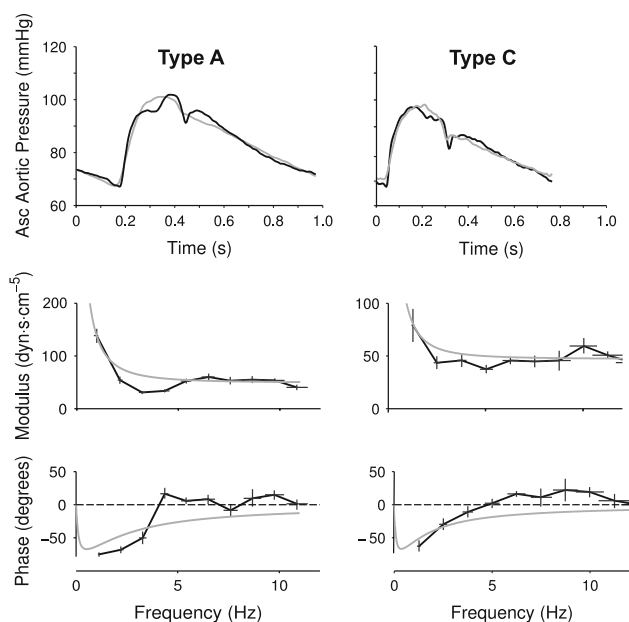 Type A
Type C
Asc Aortic Pressure (mmHg)
120
100
80
60
0 0.2 0.4 0.6 0.8 1.0
0 0.2 0.4 0.6 0.8 1.0
Time (s)
Time (s)
Modulus (dyn·s·cm⁻⁵)
200
100
0
0 5 10
100
50
0
Phase (degrees)
50
0
−50
50
0
−50
0 5 10
0 5 10
Frequency (Hz)
Frequency (Hz)